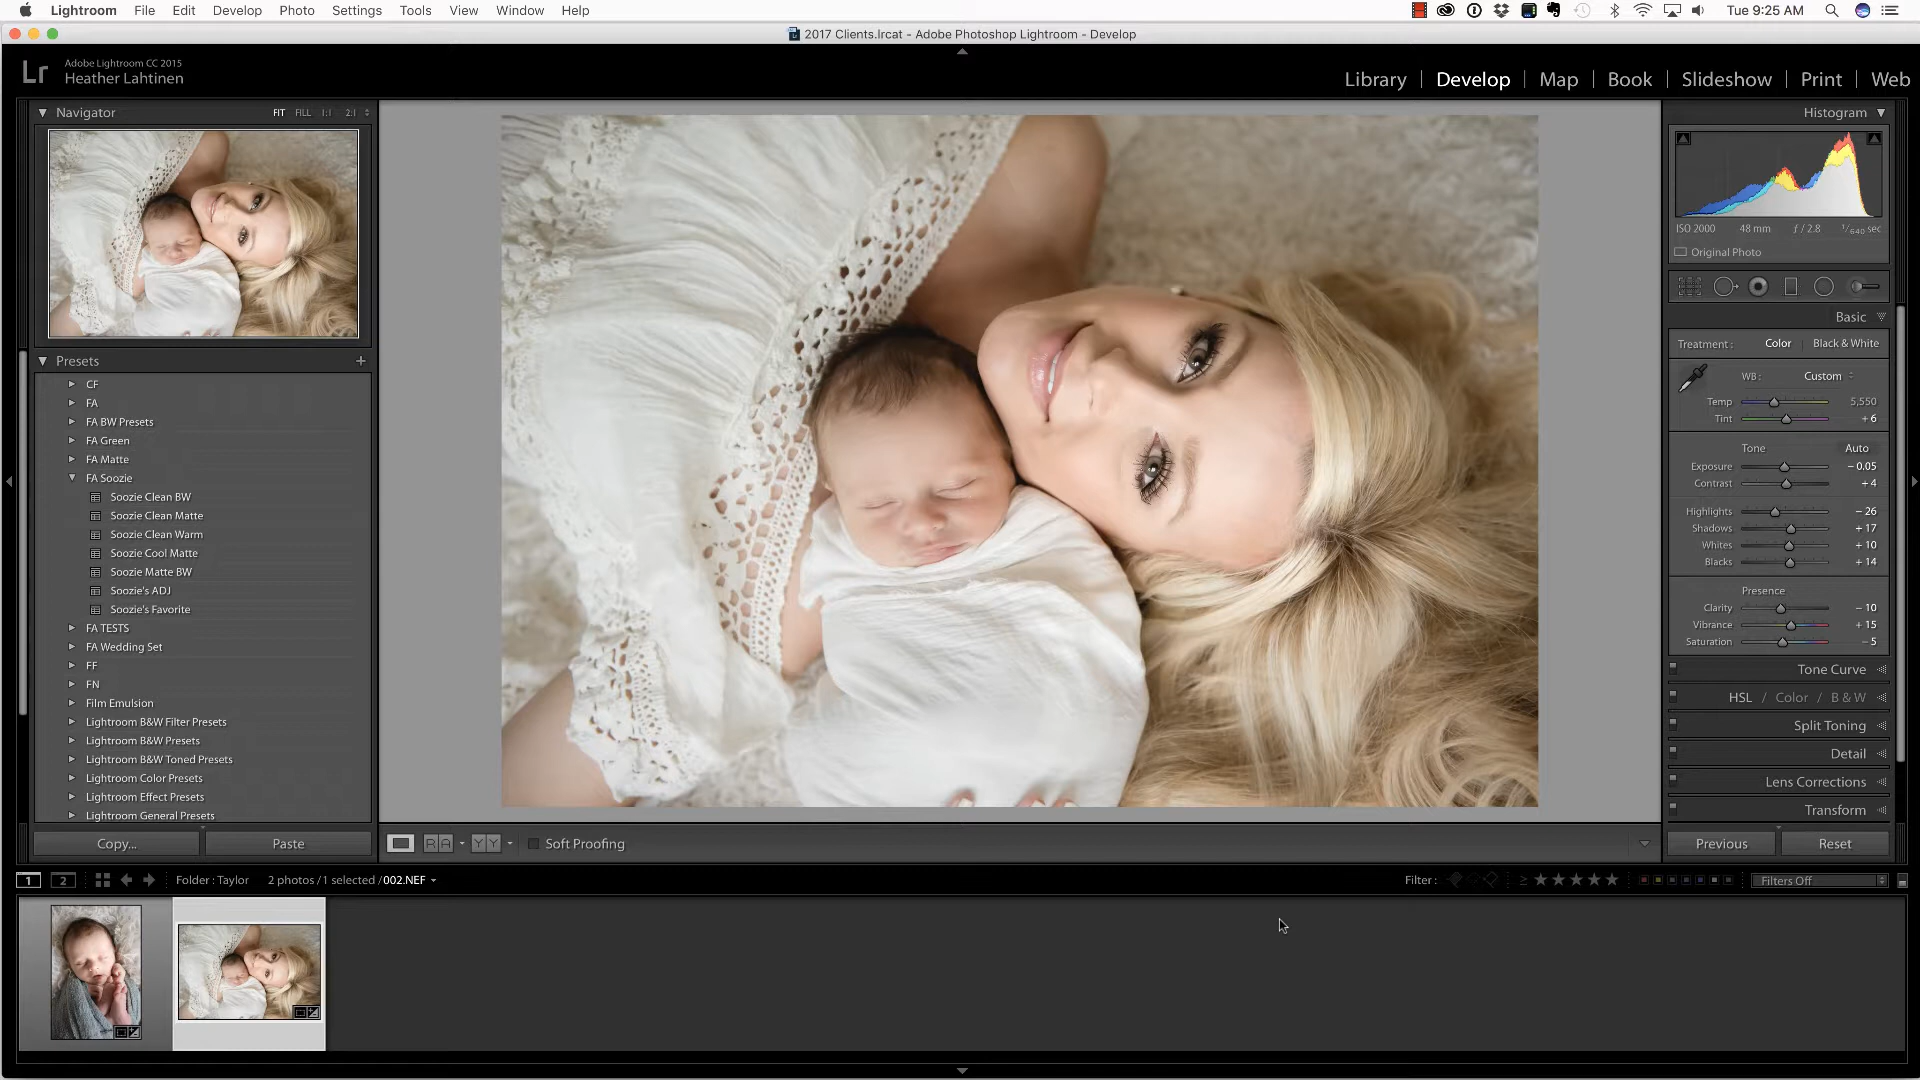 Lightroom File Edit Develop Photo Settings Tools View Window Help Tue 9:25 AM
2017 Clients.lrcat - Adobe Photoshop Lightroom - Develop
Lr
Adobe Lightroom CC 2015
Heather Lahtinen
Library | Develop | Map | Book | Slideshow | Print | Web
Navigator FIT FILL 1:1 2:1
Presets +
CF
FA
FA BW Presets
FA Green
FA Matte
FA Soozie
Soozie Clean BW
Soozie Clean Matte
Soozie Clean Warm
Soozie Cool Matte
Soozie Matte BW
Soozie's ADJ
Soozie's Favorite
FA TESTS
FA Wedding Set
FF
FN
Film Emulsion
Lightroom B&W Filter Presets
Lightroom B&W Presets
Lightroom B&W Toned Presets
Lightroom Color Presets
Lightroom Effect Presets
Lightroom General Presets
Copy... Paste
Histogram
ISO 2000 48 mm ƒ / 2.8 1/640 sec
Original Photo
Basic
Treatment : Color | Black & White
WB : Custom
Temp 5,550
Tint + 6
Tone Auto
Exposure - 0.05
Contrast + 4
Highlights - 26
Shadows + 17
Whites + 10
Blacks + 14
Presence
Clarity - 10
Vibrance + 15
Saturation - 5
Tone Curve
HSL / Color / B & W
Split Toning
Detail
Lens Corrections
Transform
Previous Reset
R A Y Y Soft Proofing
1 2 Folder : Taylor 2 photos / 1 selected / 002.NEF Filter : ≥ ★ ★ ★ ★ ★ Filters Off